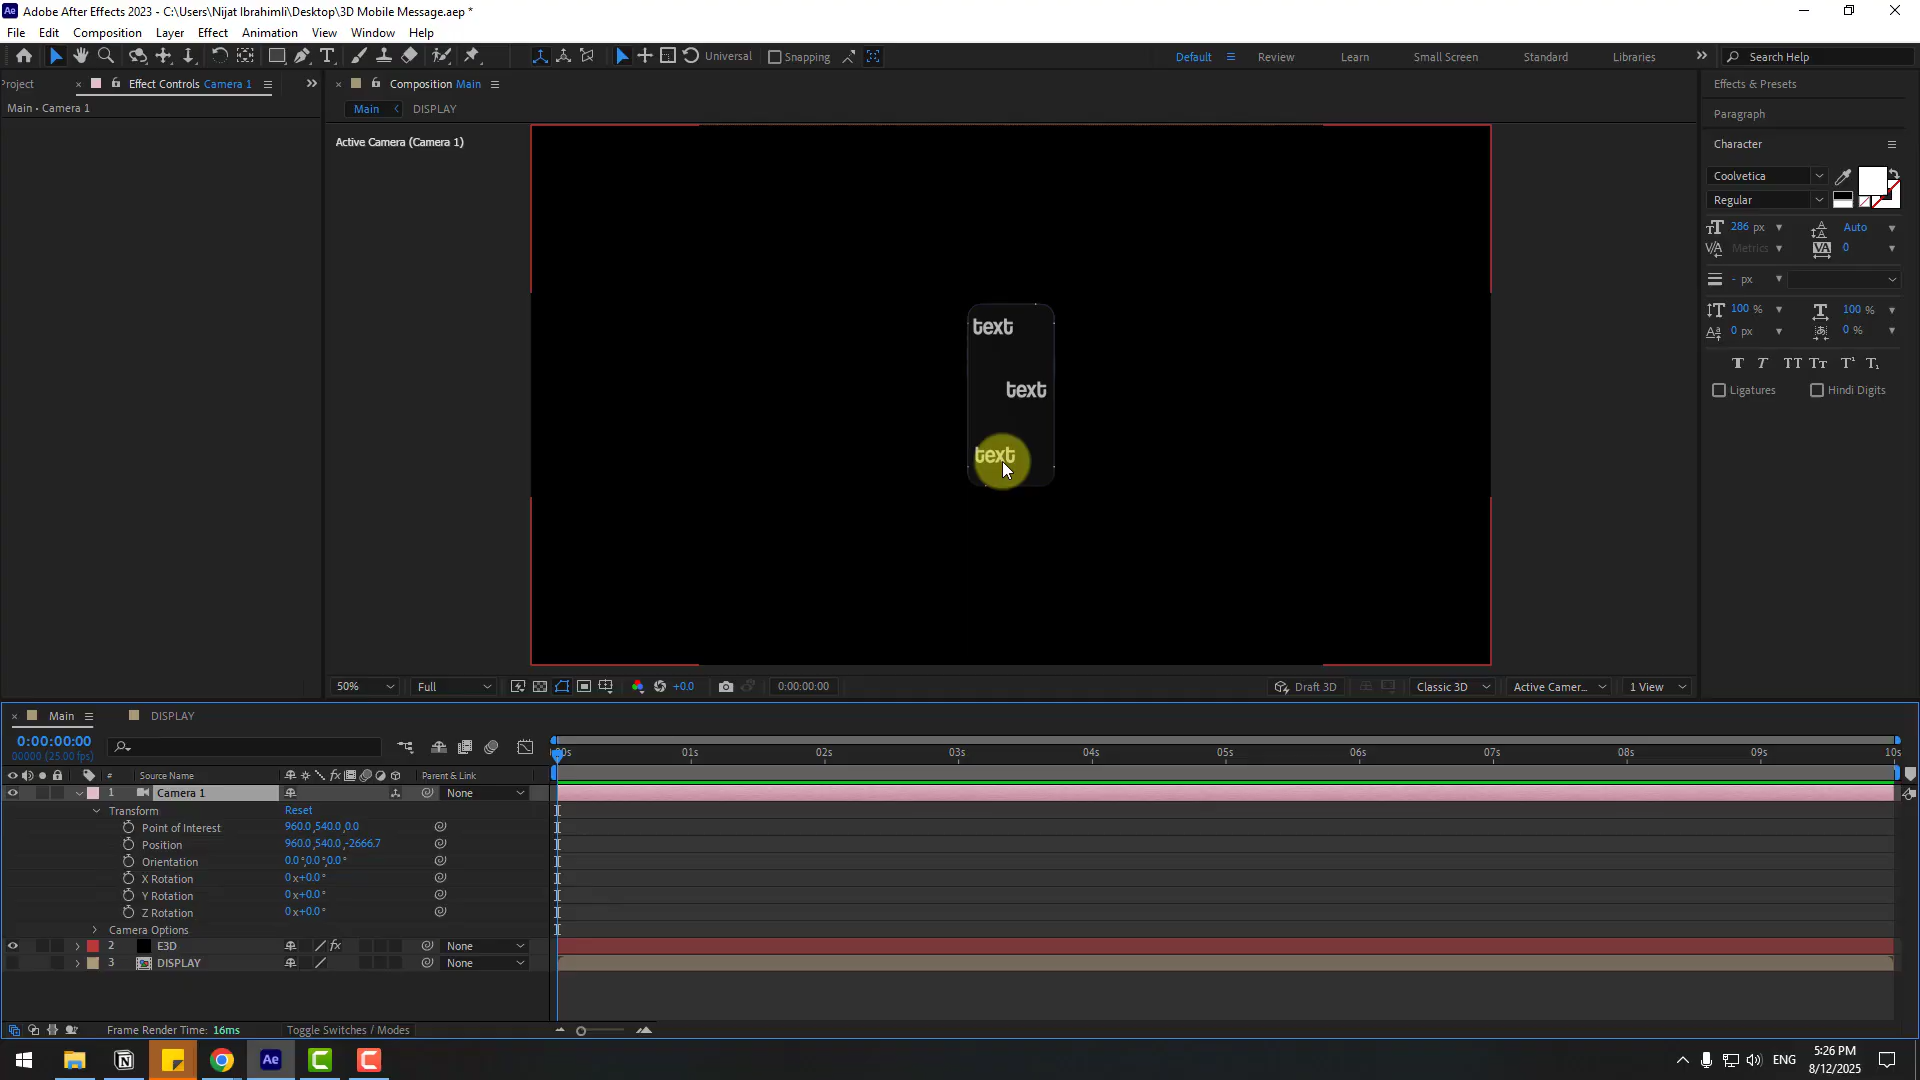 Adobe After Effects 2023 - C:\Users\Nijat Ibrahimli\Desktop\3D Mobile Message.aep *
File Edit Composition Layer Effect Animation View Window Help
Universal Snapping Default Review Learn Small Screen Standard Libraries Search Help
Project Effect Controls Camera 1 Composition Main Effects & Presets
Main • Camera 1 Main DISPLAY
Paragraph
Active Camera (Camera 1)
Character
Coolvetica
Regular
286 px Auto
Metrics 0
- px
100 % 100 %
0 px 0 %
Ligatures Hindi Digits
text
text
text
50% Full +0.0 0:00:00:00 Draft 3D Classic 3D Active Camer... 1 View
Main DISPLAY
0:00:00:00
00000 (25.00 fps)
:00s 01s 02s 03s 04s 05s 06s 07s 08s 09s 10s
# Source Name Parent & Link
1 Camera 1 None
Transform Reset
Point of Interest 960.0,540.0,0.0
Position 960.0,540.0,-2666.7
Orientation 0.0°,0.0°,0.0°
X Rotation 0x+0.0°
Y Rotation 0x+0.0°
Z Rotation 0x+0.0°
Camera Options
2 E3D None
3 DISPLAY None
Frame Render Time: 16ms Toggle Switches / Modes
ENG
5:26 PM
8/12/2025